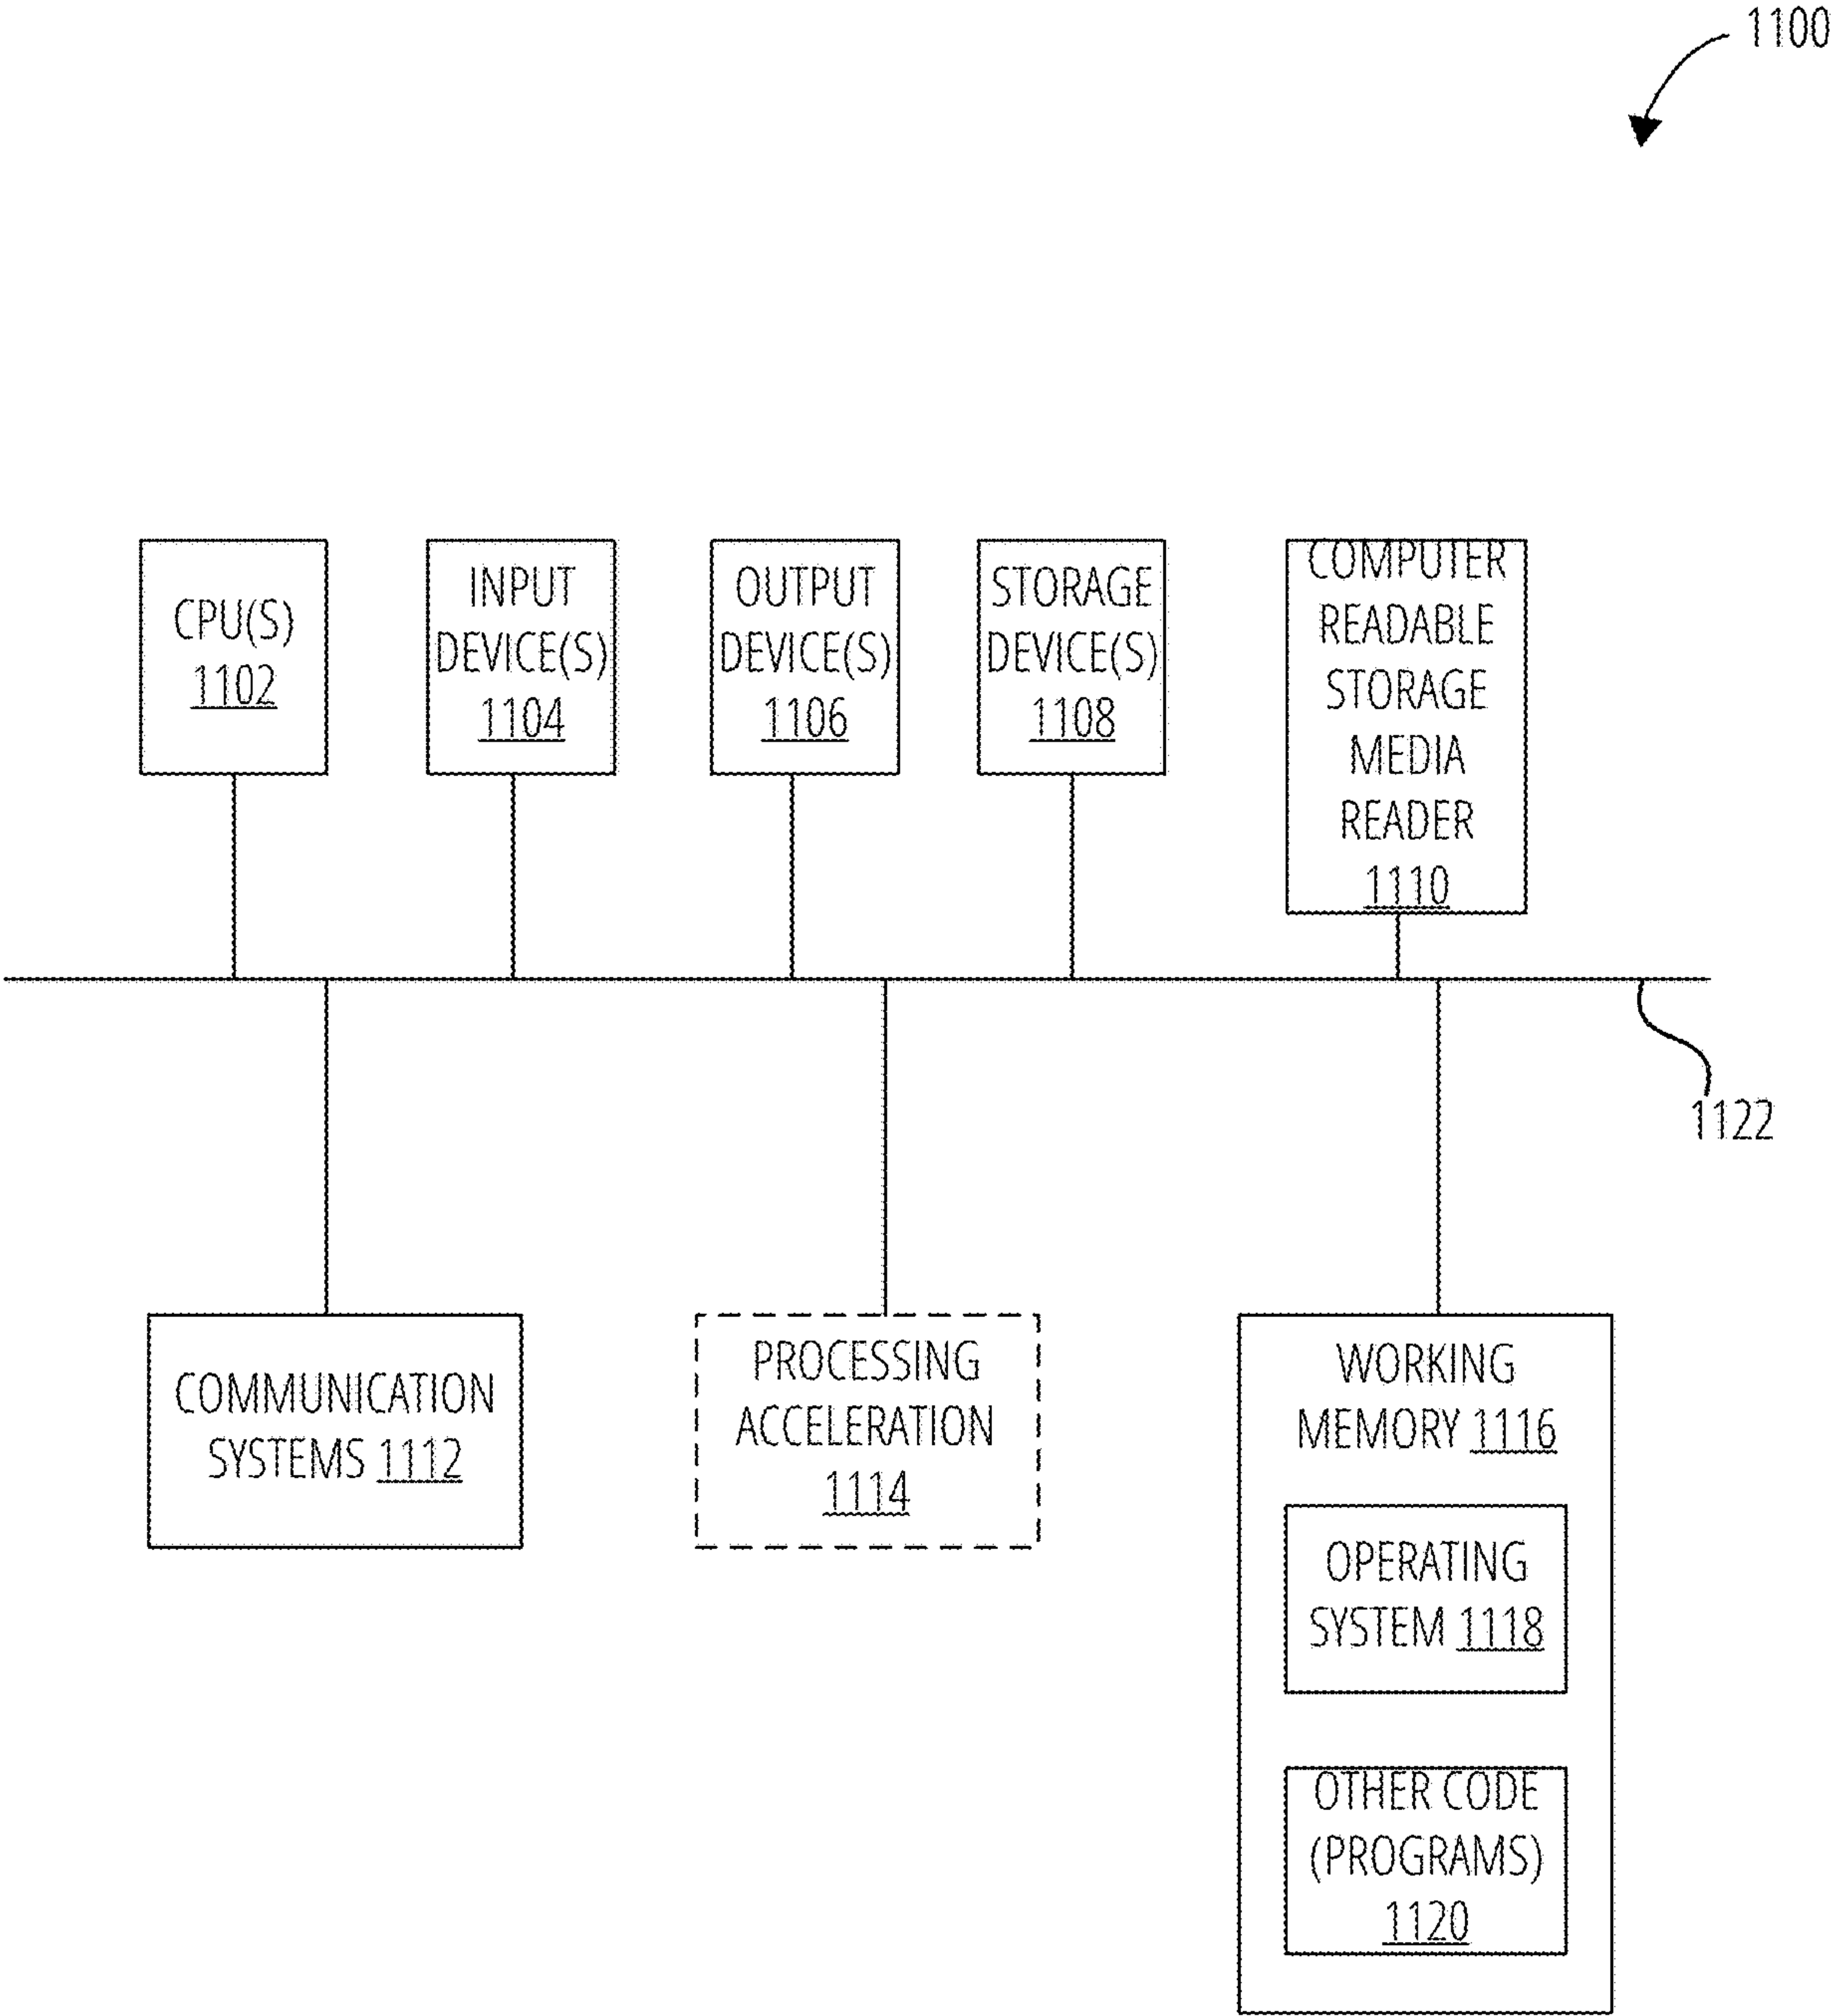 1100
CPU(S)
1102
INPUT
DEVICE(S)
1104
OUTPUT
DEVICE(S)
1106
STORAGE
DEVICE(S)
1108
COMPUTER
READABLE
STORAGE
MEDIA
READER
1110
1122
COMMUNICATION
SYSTEMS 1112
PROCESSING
ACCELERATION
1114
WORKING
MEMORY 1116
OPERATING
SYSTEM 1118
OTHER CODE
(PROGRAMS)
1120